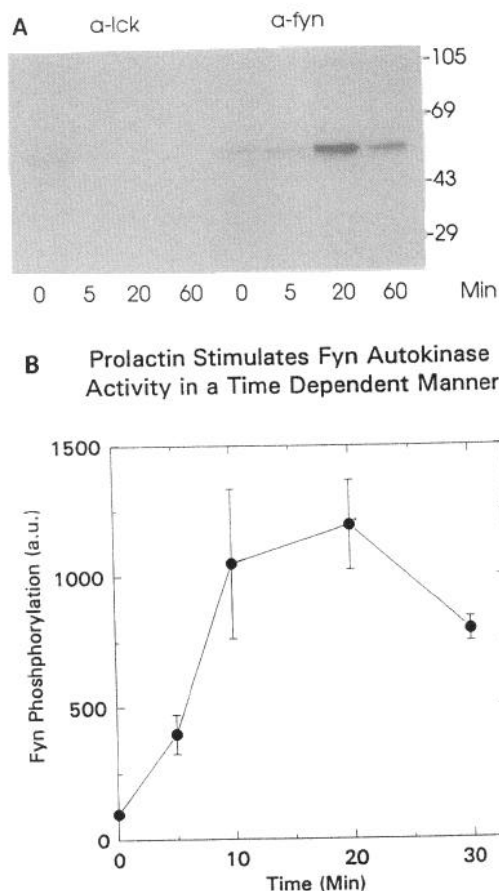 A
α-lck α-fyn
-105
-69
-43
-29
0 5 20 60 0 5 20 60 Min
B Prolactin Stimulates Fyn Autokinase
Activity in a Time Dependent Manner
Fyn Phoshphorylation (a.u.)
1500
1000
500
0
0 10 20 30
Time (Min)